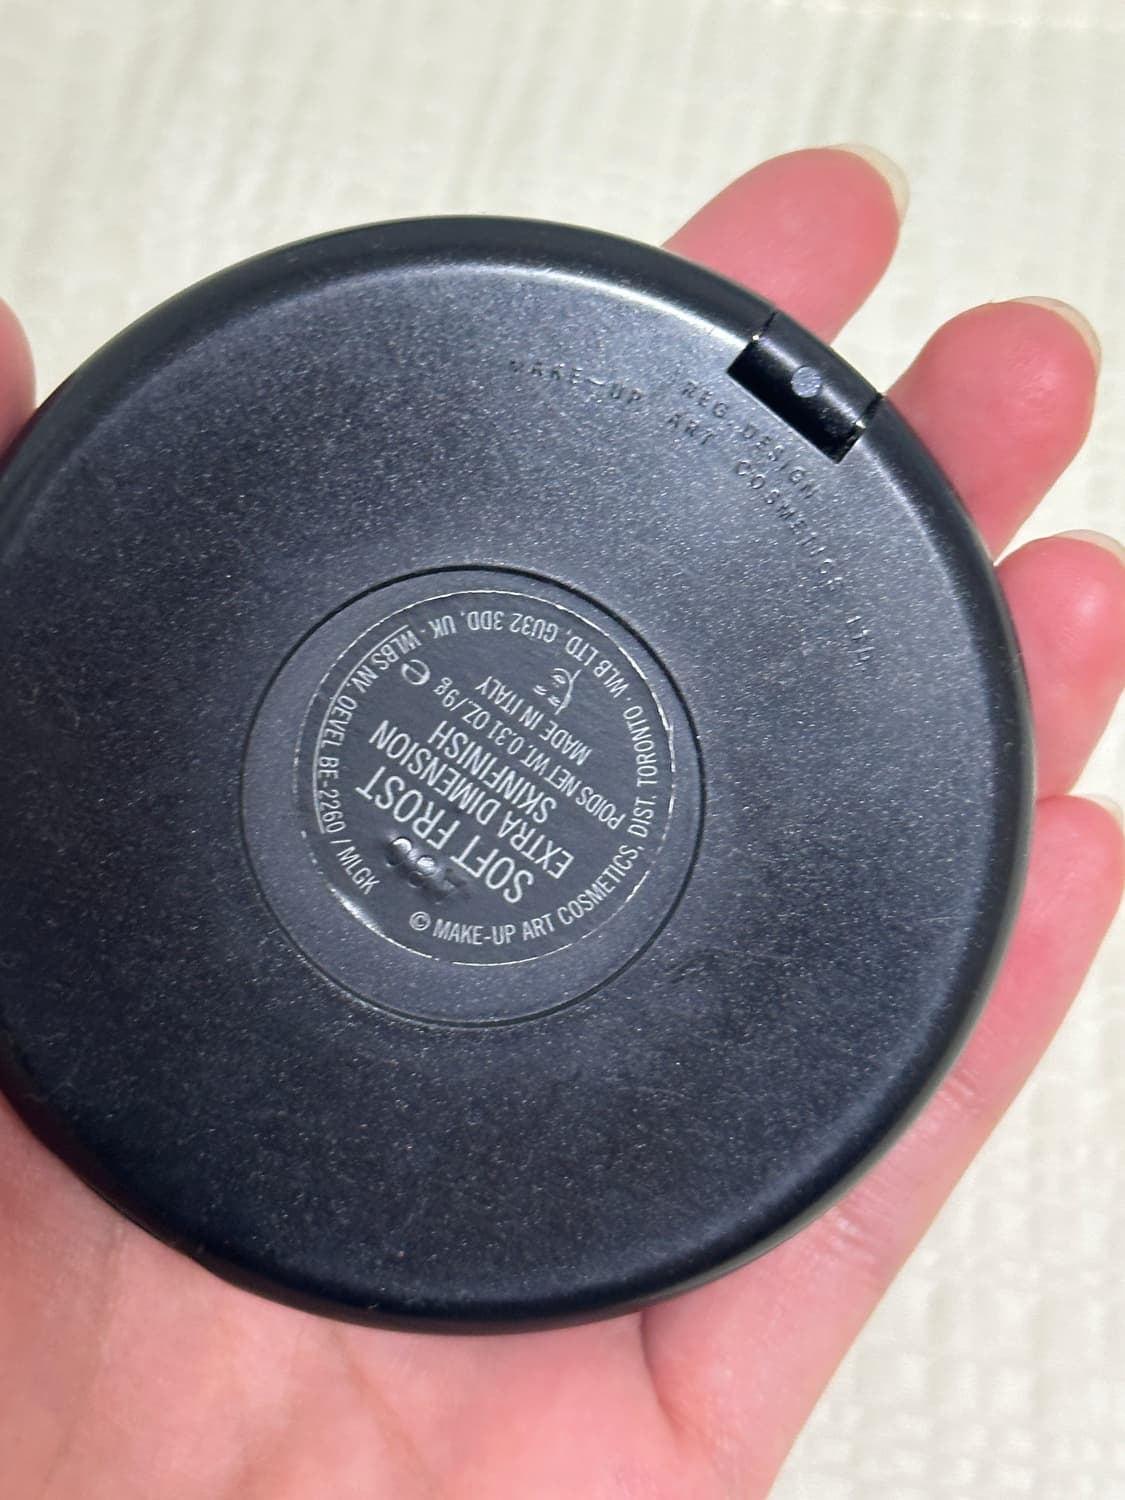 REG. DESIGN
MAKE-UP ART COSMETICS
SOFT FROST
EXTRA DIMENSION
SKINFINISH
POIDS NET WT. 0.31 OZ./9g
MADE IN ITALY
© MAKE-UP ART COSMETICS, DIST. TORONTO WLB LTD, GU32 3DD, UK - WLBS NV, OEVEL BE-2260 / MLGK